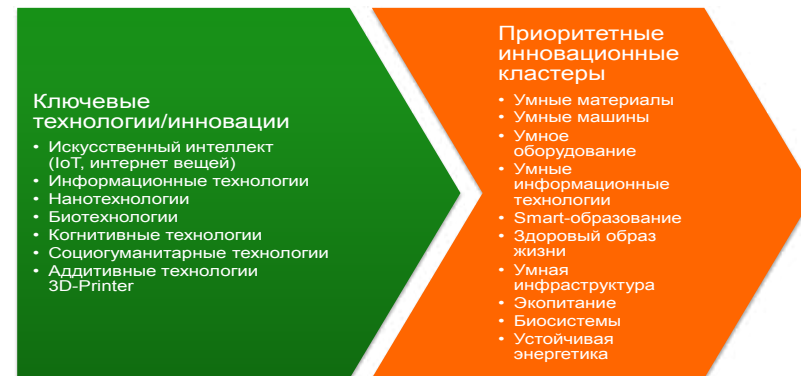 Ключевые
технологии/инновации
• Искусственный интеллект
(IoT, интернет вещей)
• Информационные технологии
• Нанотехнологии
• Биотехнологии
• Когнитивные технологии
• Социогуманитарные технологии
• Аддитивные технологии
3D-Printer
Приоритетные
инновационные
кластеры
• Умные материалы
• Умные машины
• Умное
оборудование
• Умные
информационные
технологии
• Smart-образование
• Здоровый образ
жизни
• Умная
инфраструктура
• Экопитание
• Биосистемы
• Устойчивая
энергетика